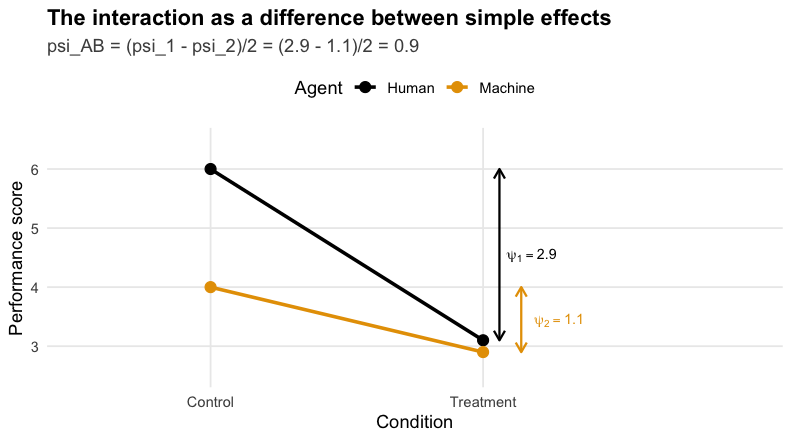 The interaction as a difference between simple effects
psi_AB = (psi_1 - psi_2)/2 = (2.9 - 1.1)/2 = 0.9
Agent Human Machine
Performance score
6
5
4
3
ψ₁ = 2.9
ψ₂ = 1.1
Control Treatment
Condition